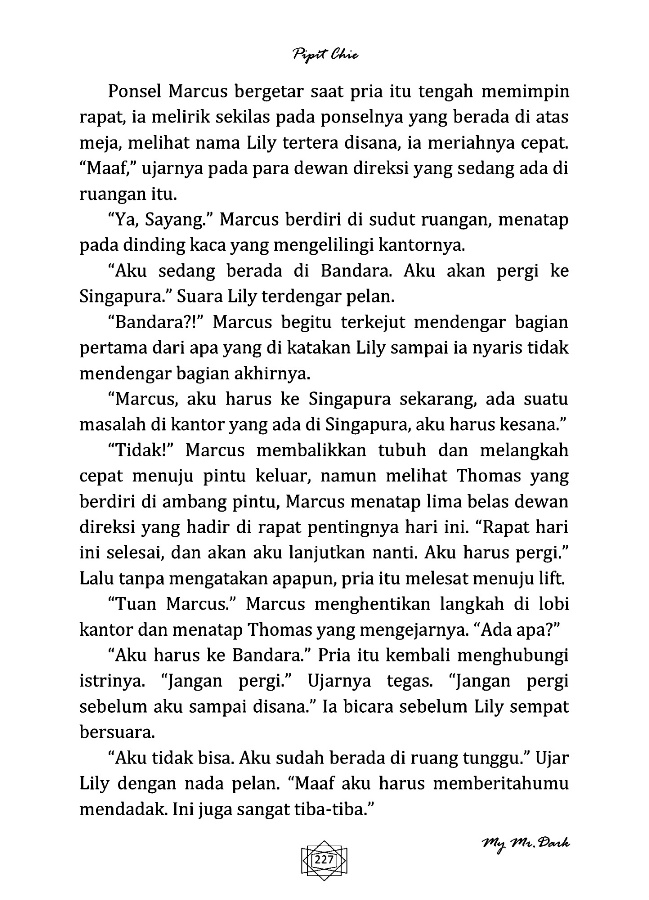 Pipit Chie
Ponsel Marcus bergetar saat pria itu tengah memimpin
rapat, ia melirik sekilas pada ponselnya yang berada di atas
meja, melihat nama Lily tertera disana, ia meriahnya cepat.
“Maaf,” ujarnya pada para dewan direksi yang sedang ada di
ruangan itu.
“Ya, Sayang.” Marcus berdiri di sudut ruangan, menatap
pada dinding kaca yang mengelilingi kantornya.
“Aku sedang berada di Bandara. Aku akan pergi ke
Singapura.” Suara Lily terdengar pelan.
“Bandara?!” Marcus begitu terkejut mendengar bagian
pertama dari apa yang di katakan Lily sampai ia nyaris tidak
mendengar bagian akhirnya.
“Marcus, aku harus ke Singapura sekarang, ada suatu
masalah di kantor yang ada di Singapura, aku harus kesana.”
“Tidak!” Marcus membalikkan tubuh dan melangkah
cepat menuju pintu keluar, namun melihat Thomas yang
berdiri di ambang pintu, Marcus menatap lima belas dewan
direksi yang hadir di rapat pentingnya hari ini. “Rapat hari
ini selesai, dan akan aku lanjutkan nanti. Aku harus pergi.”
Lalu tanpa mengatakan apapun, pria itu melesat menuju lift.
“Tuan Marcus.” Marcus menghentikan langkah di lobi
kantor dan menatap Thomas yang mengejarnya. “Ada apa?”
“Aku harus ke Bandara.” Pria itu kembali menghubungi
istrinya. “Jangan pergi.” Ujarnya tegas. “Jangan pergi
sebelum aku sampai disana.” Ia bicara sebelum Lily sempat
bersuara.
“Aku tidak bisa. Aku sudah berada di ruang tunggu.” Ujar
Lily dengan nada pelan. “Maaf aku harus memberitahumu
mendadak. Ini juga sangat tiba-tiba.”
My Mr. Dark
227